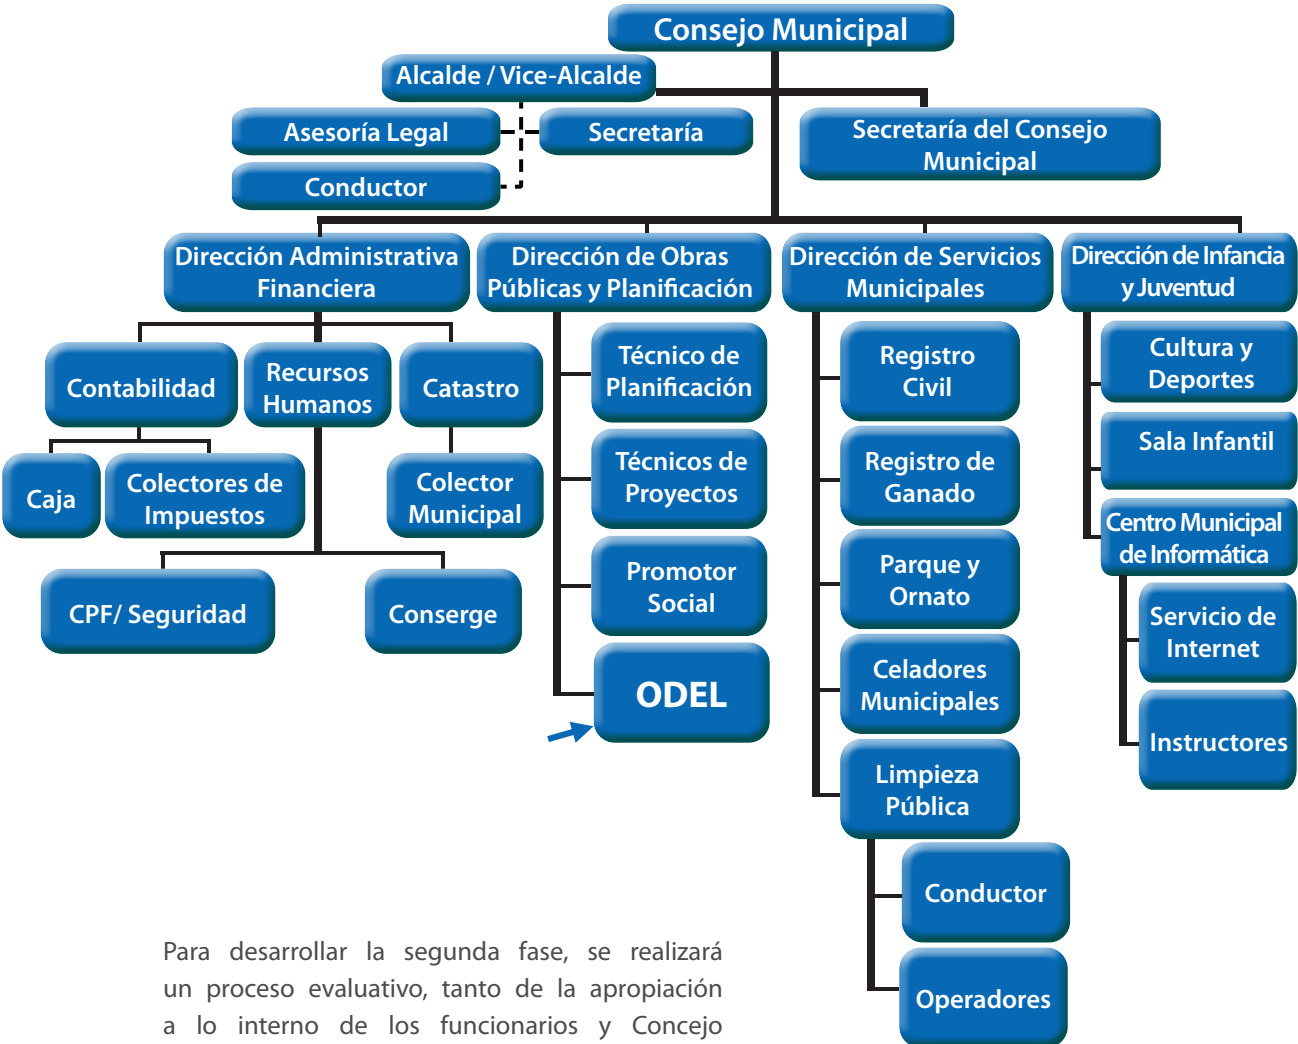 Consejo Municipal
Alcalde / Vice-Alcalde
Asesoría Legal
Secretaría
Secretaría del Consejo
Municipal
Conductor
Dirección Administrativa
Financiera
Dirección de Obras
Públicas y Planificación
Dirección de Servicios
Municipales
Dirección de Infancia
y Juventud
Contabilidad
Recursos
Humanos
Catastro
Caja
Colectores de
Impuestos
Colector
Municipal
CPF/ Seguridad
Conserge
Técnico de
Planificación
Técnicos de
Proyectos
Promotor
Social
ODEL
Registro
Civil
Registro de
Ganado
Parque y
Ornato
Celadores
Municipales
Limpieza
Pública
Conductor
Operadores
Cultura y
Deportes
Sala Infantil
Centro Municipal
de Informática
Servicio de
Internet
Instructores
Para desarrollar la segunda fase, se realizará
un proceso evaluativo, tanto de la apropiación
a lo interno de los funcionarios y Concejo